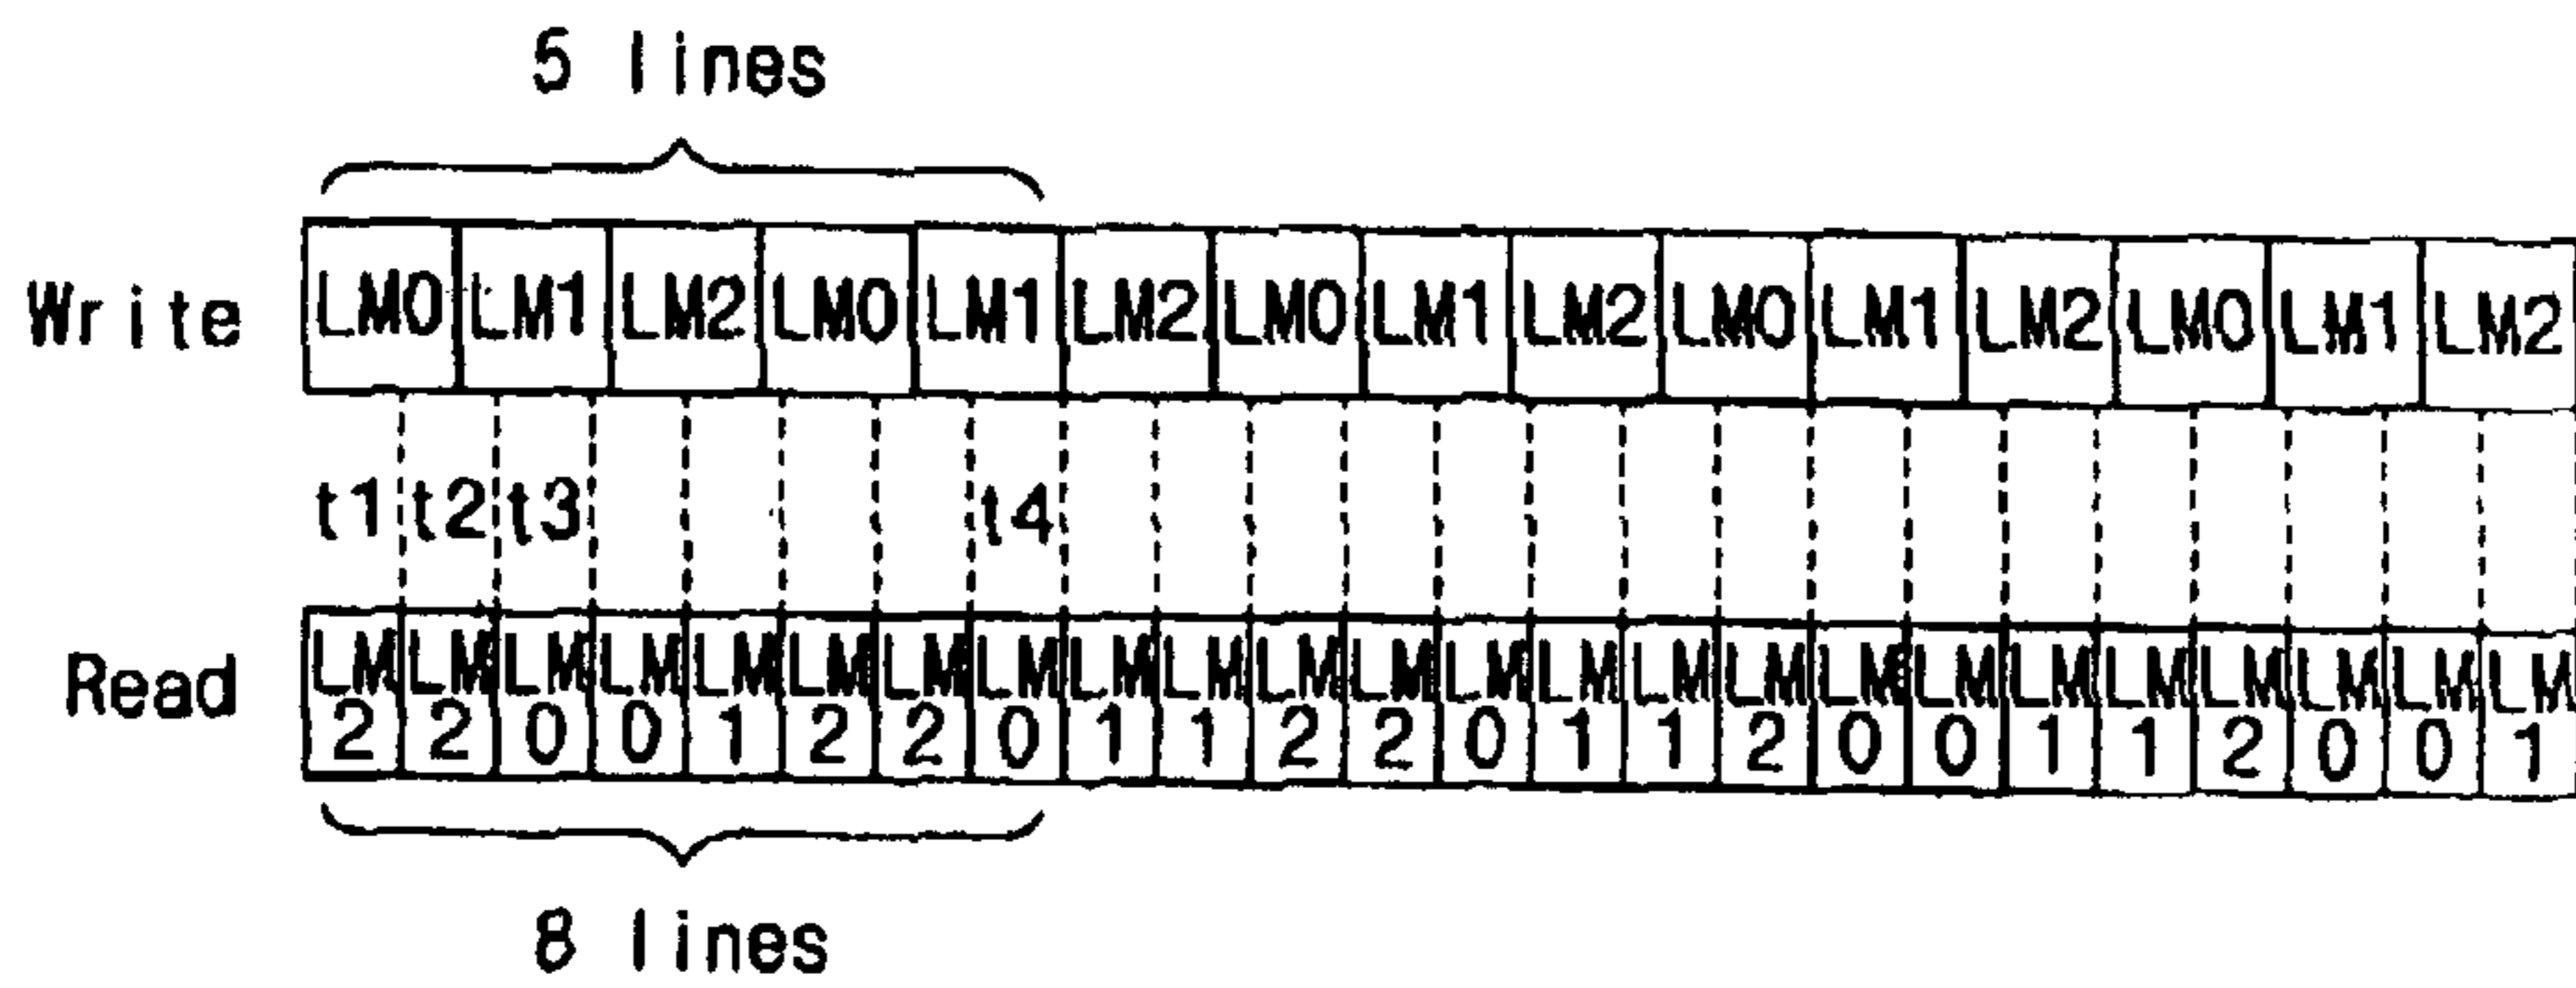 5 lines
Write LM0 LM1 LM2 LM0 LM1 LM2 LM0 LM1 LM2 LM0 LM1 LM2 LM0 LM1 LM2
t1 t2 t3 t4
Read LM LM LM LM LM LM LM LM LM LM LM LM LM LM LM LM LM LM LM LM LM LM LM LM
2 2 0 0 1 2 2 0 1 1 2 2 0 1 1 2 0 0 1 1 2 0 0 1
8 lines